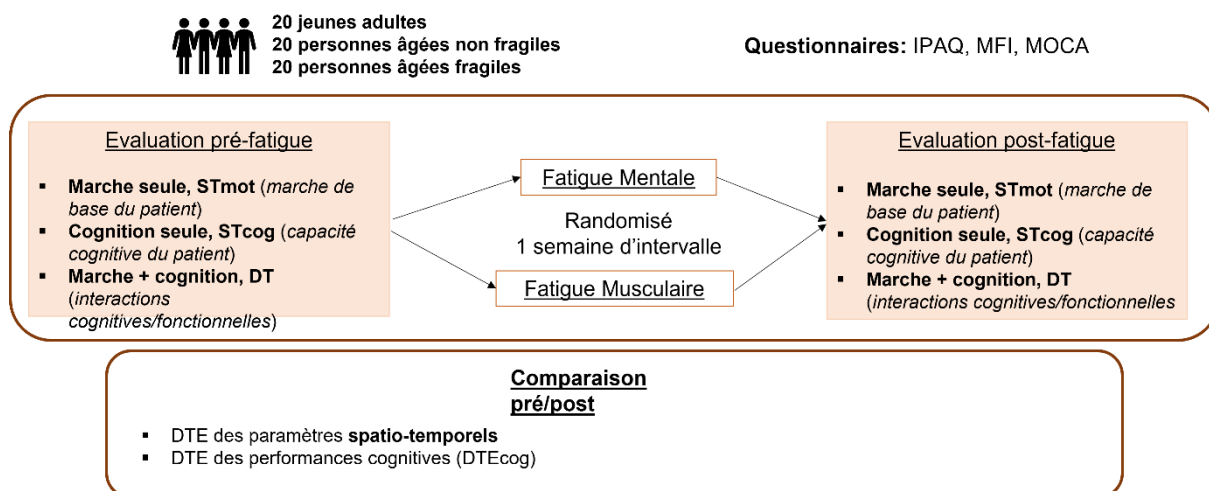 20 jeunes adultes
20 personnes âgées non fragiles
20 personnes âgées fragiles
Questionnaires: IPAQ, MFI, MOCA
Evaluation pré-fatigue
▪ Marche seule, STmot (marche de
base du patient)
▪ Cognition seule, STcog (capacité
cognitive du patient)
▪ Marche + cognition, DT
(interactions
cognitives/fonctionnelles)
Fatigue Mentale
Randomisé
1 semaine d'intervalle
Fatigue Musculaire
Evaluation post-fatigue
▪ Marche seule, STmot (marche de
base du patient)
▪ Cognition seule, STcog (capacité
cognitive du patient)
▪ Marche + cognition, DT
(interactions cognitives/fonctionnelles
Comparaison
pré/post
▪ DTE des paramètres spatio-temporels
▪ DTE des performances cognitives (DTEcog)